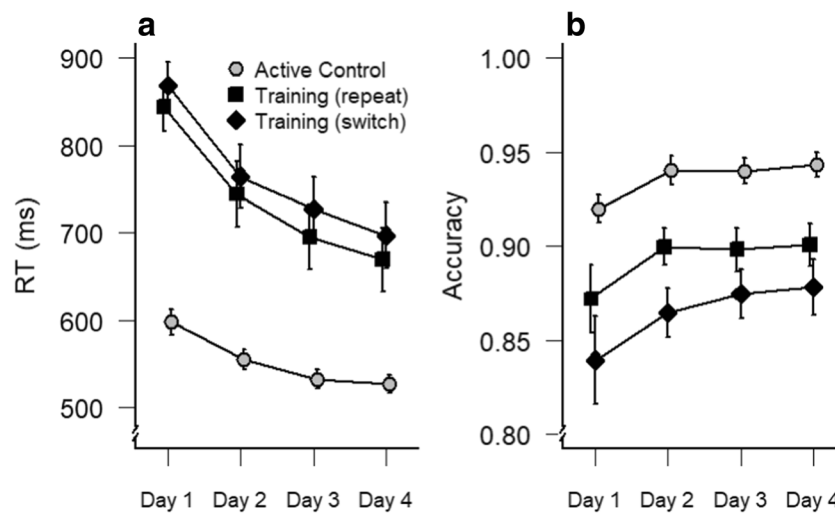 a
RT (ms)
900
800
700
600
500
Active Control
Training (repeat)
Training (switch)
Day 1 Day 2 Day 3 Day 4
b
Accuracy
1.00
0.95
0.90
0.85
0.80
Day 1 Day 2 Day 3 Day 4